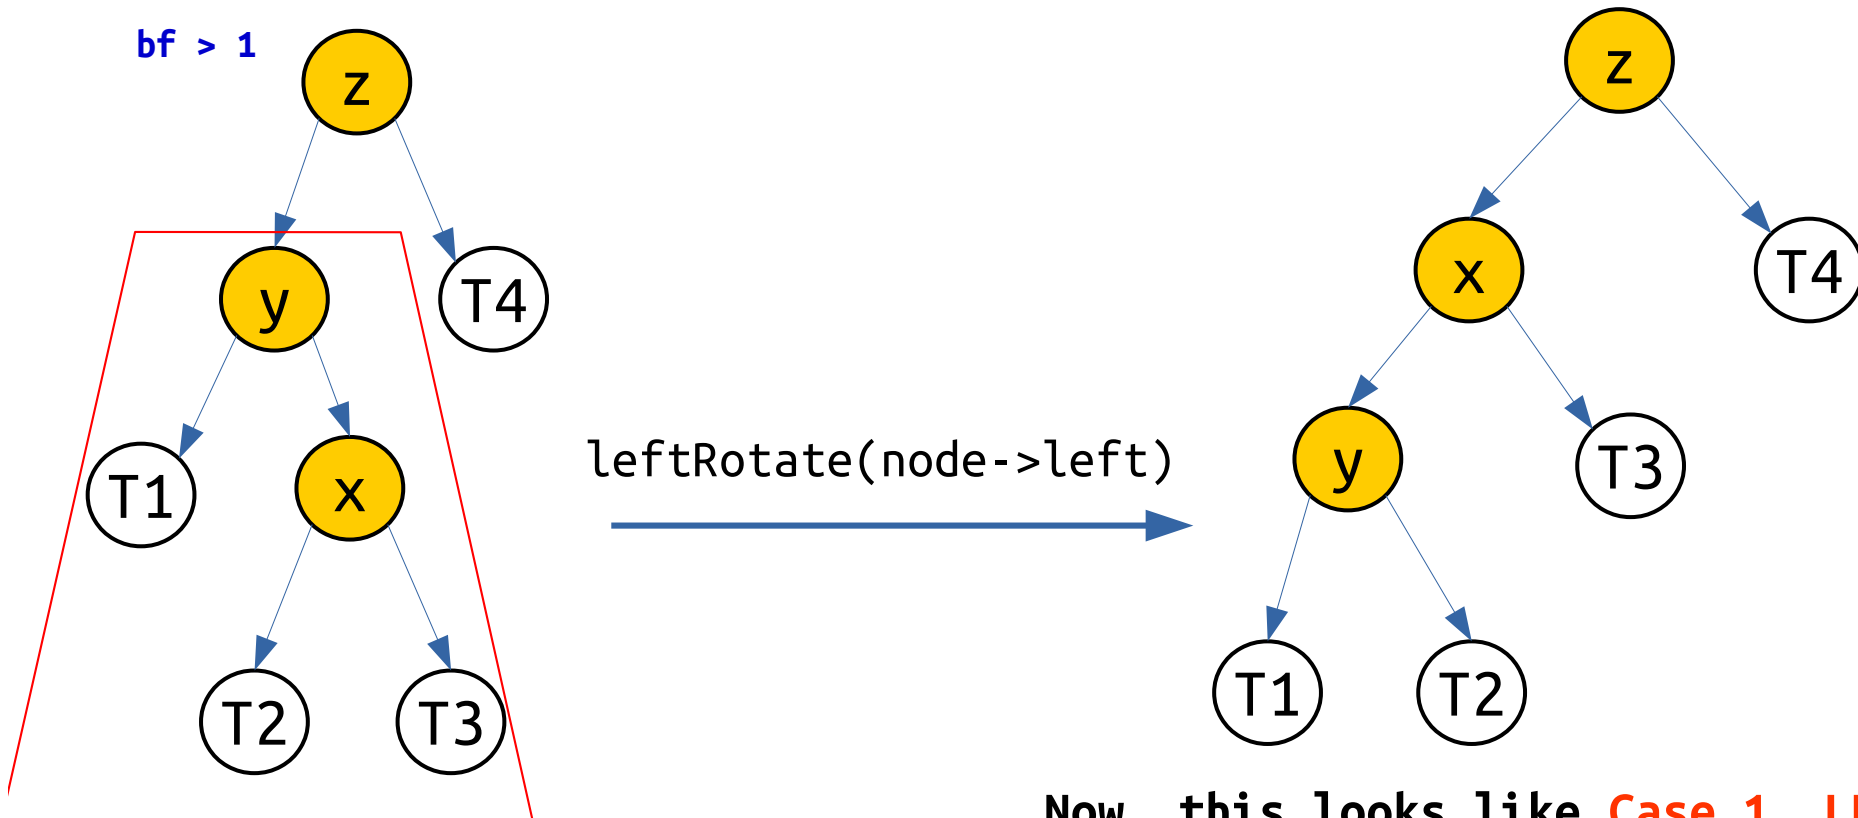 bf > 1
z
y
T4
T1
x
T2
T3
leftRotate(node->left)
z
x
T4
y
T3
T1
T2
Now, this looks like Case 1,